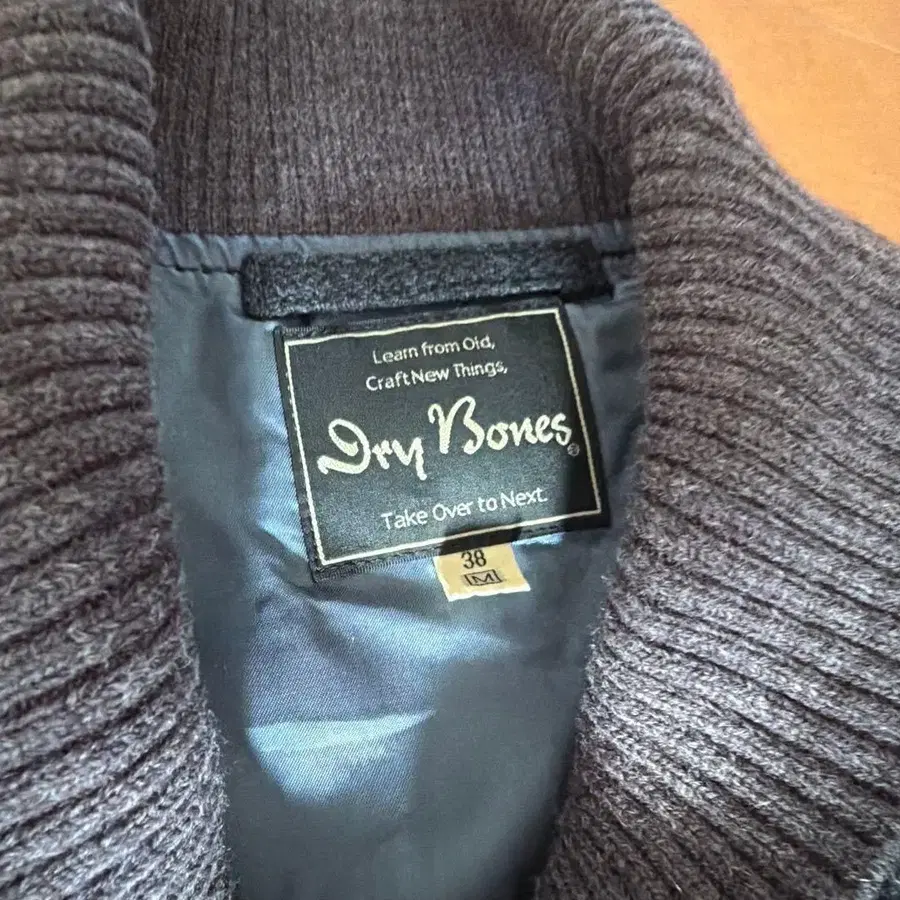 Learn from Old,
Craft New Things,
Dry Bones®
Take Over to Next.
38
M